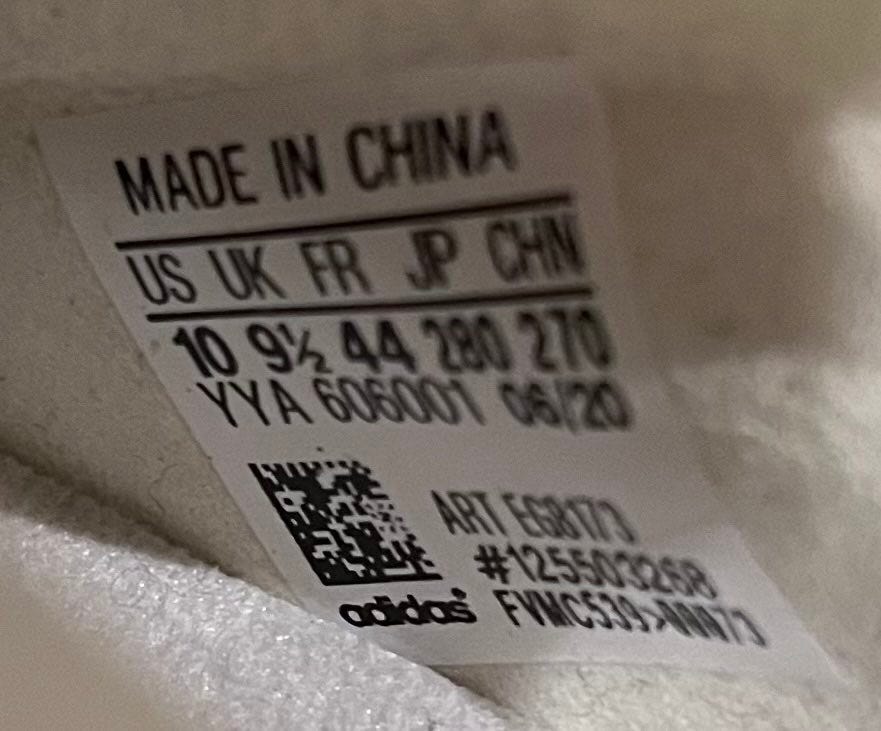 MADE IN CHINA
US UK FR JP CHN
10 9½ 44 280 270
YYA 606001 06/20
ART EG8173
#125503268
adidas®